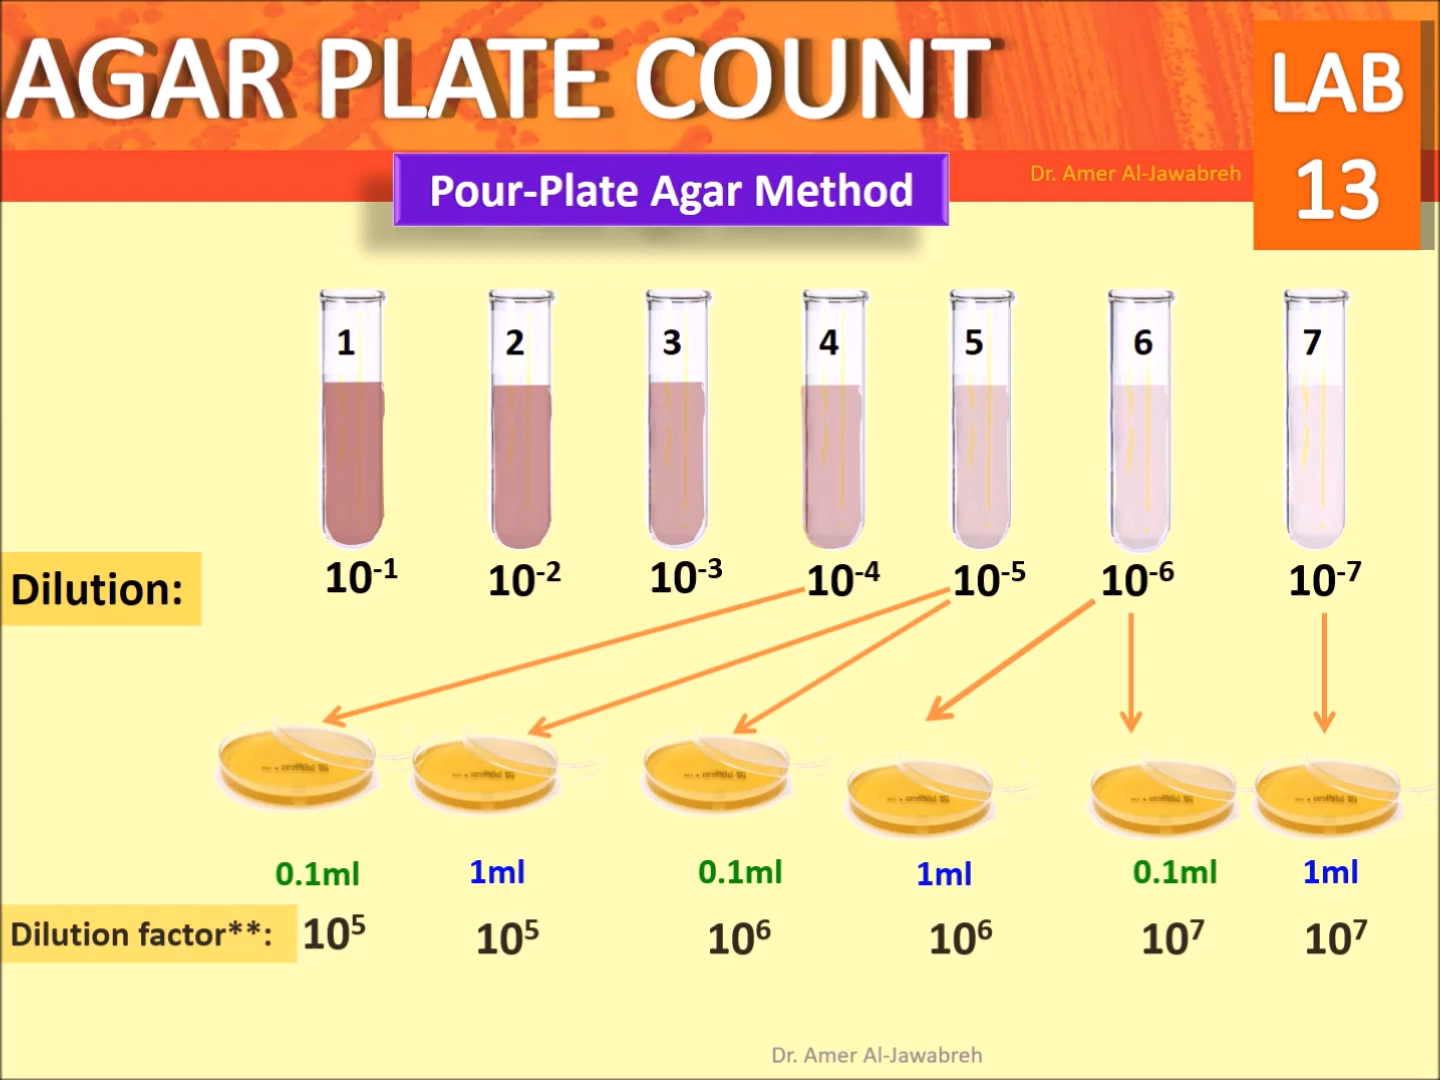 AGAR PLATE COUNT
LAB
13
Pour-Plate Agar Method
Dr. Amer Al-Jawabreh
1 2 3 4 5 6 7
Dilution: 10⁻¹ 10⁻² 10⁻³ 10⁻⁴ 10⁻⁵ 10⁻⁶ 10⁻⁷
0.1ml 1ml 0.1ml 1ml 0.1ml 1ml
Dilution factor**: 10⁵ 10⁵ 10⁶ 10⁶ 10⁷ 10⁷
Dr. Amer Al-Jawabreh